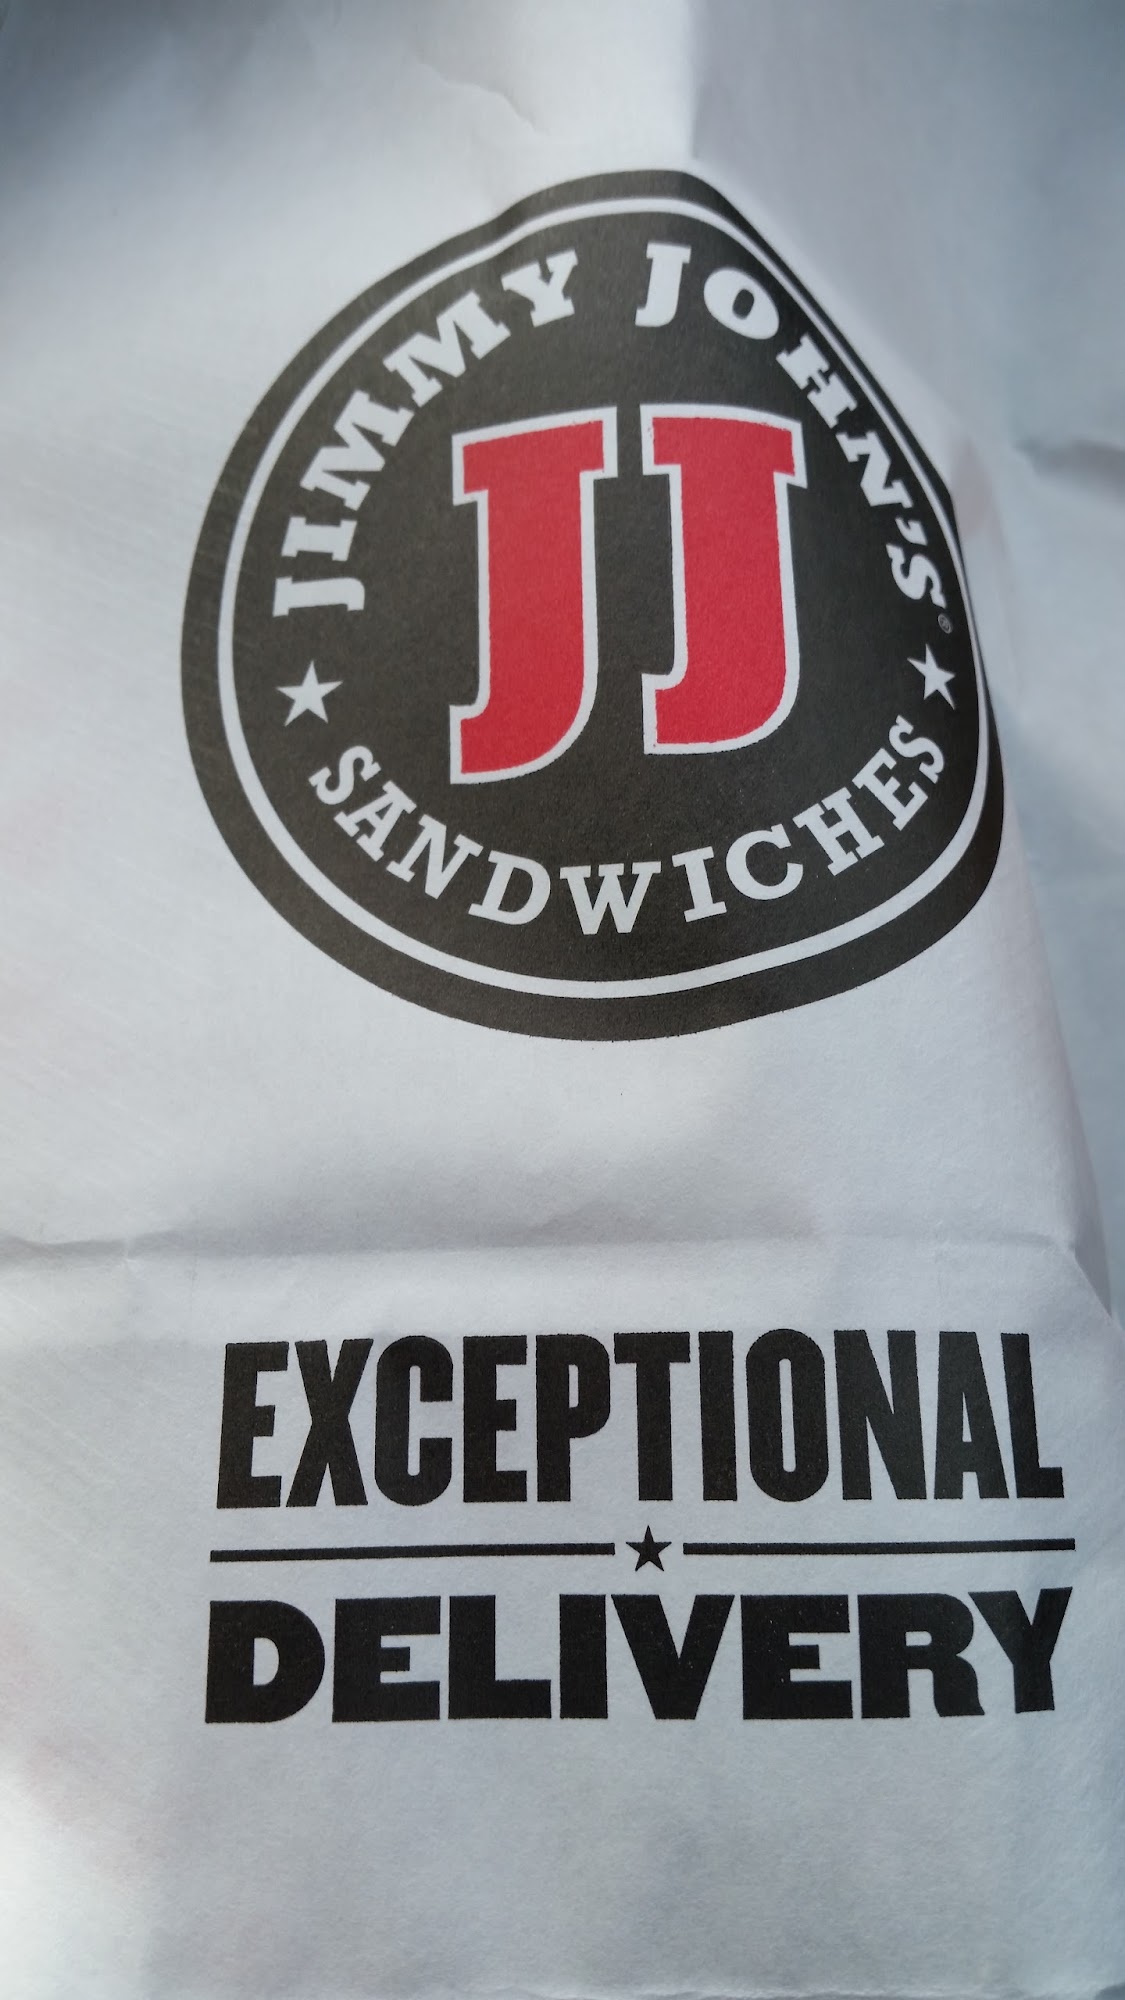 JIMMY JOHN'S®
JJ
★ SANDWICHES ★
EXCEPTIONAL
★
DELIVERY